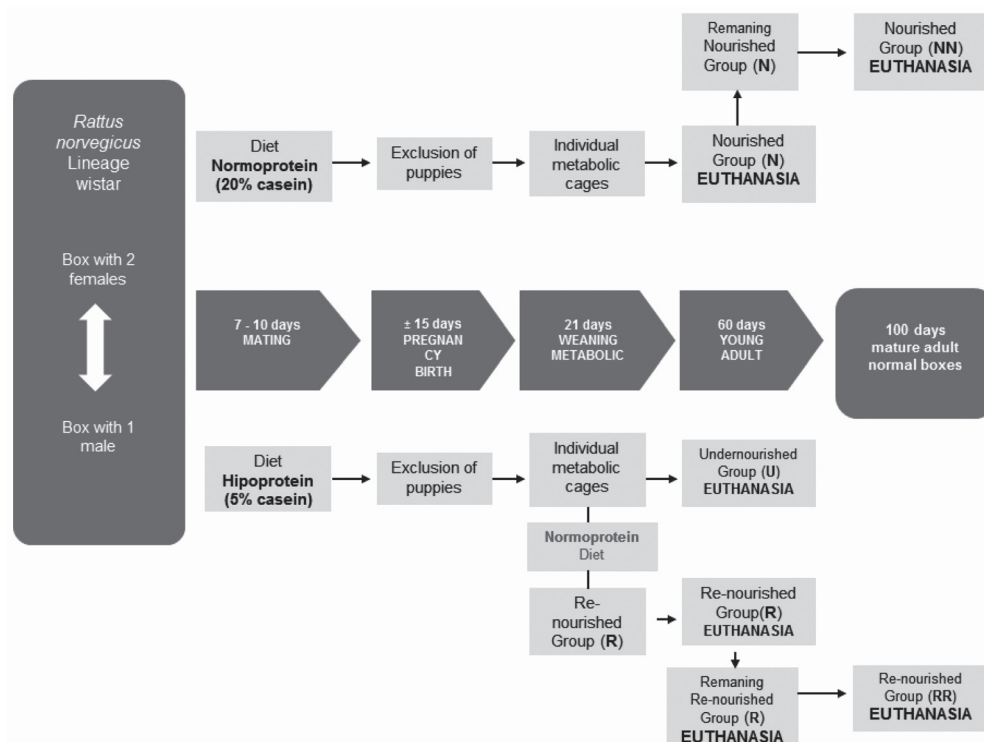 Rattus
norvegicus
Lineage
wistar
Box with 2
females
Box with 1
male
Diet
Normoprotein
(20% casein)
Exclusion of
puppies
Individual
metabolic
cages
Nourished
Group (N)
EUTHANASIA
Remaning
Nourished
Group (N)
Nourished
Group (NN)
EUTHANASIA
7 - 10 days
MATING
± 15 days
PREGNAN
CY
BIRTH
21 days
WEANING
METABOLIC
60 days
YOUNG
ADULT
100 days
mature adult
normal boxes
Diet
Hipoprotein
(5% casein)
Exclusion of
puppies
Individual
metabolic
cages
Undernourished
Group (U)
EUTHANASIA
Normoprotein
Diet
Re-
nourished
Group (R)
Re-nourished
Group(R)
EUTHANASIA
Remaning
Re-nourished
Group (R)
EUTHANASIA
Re-nourished
Group (RR)
EUTHANASIA